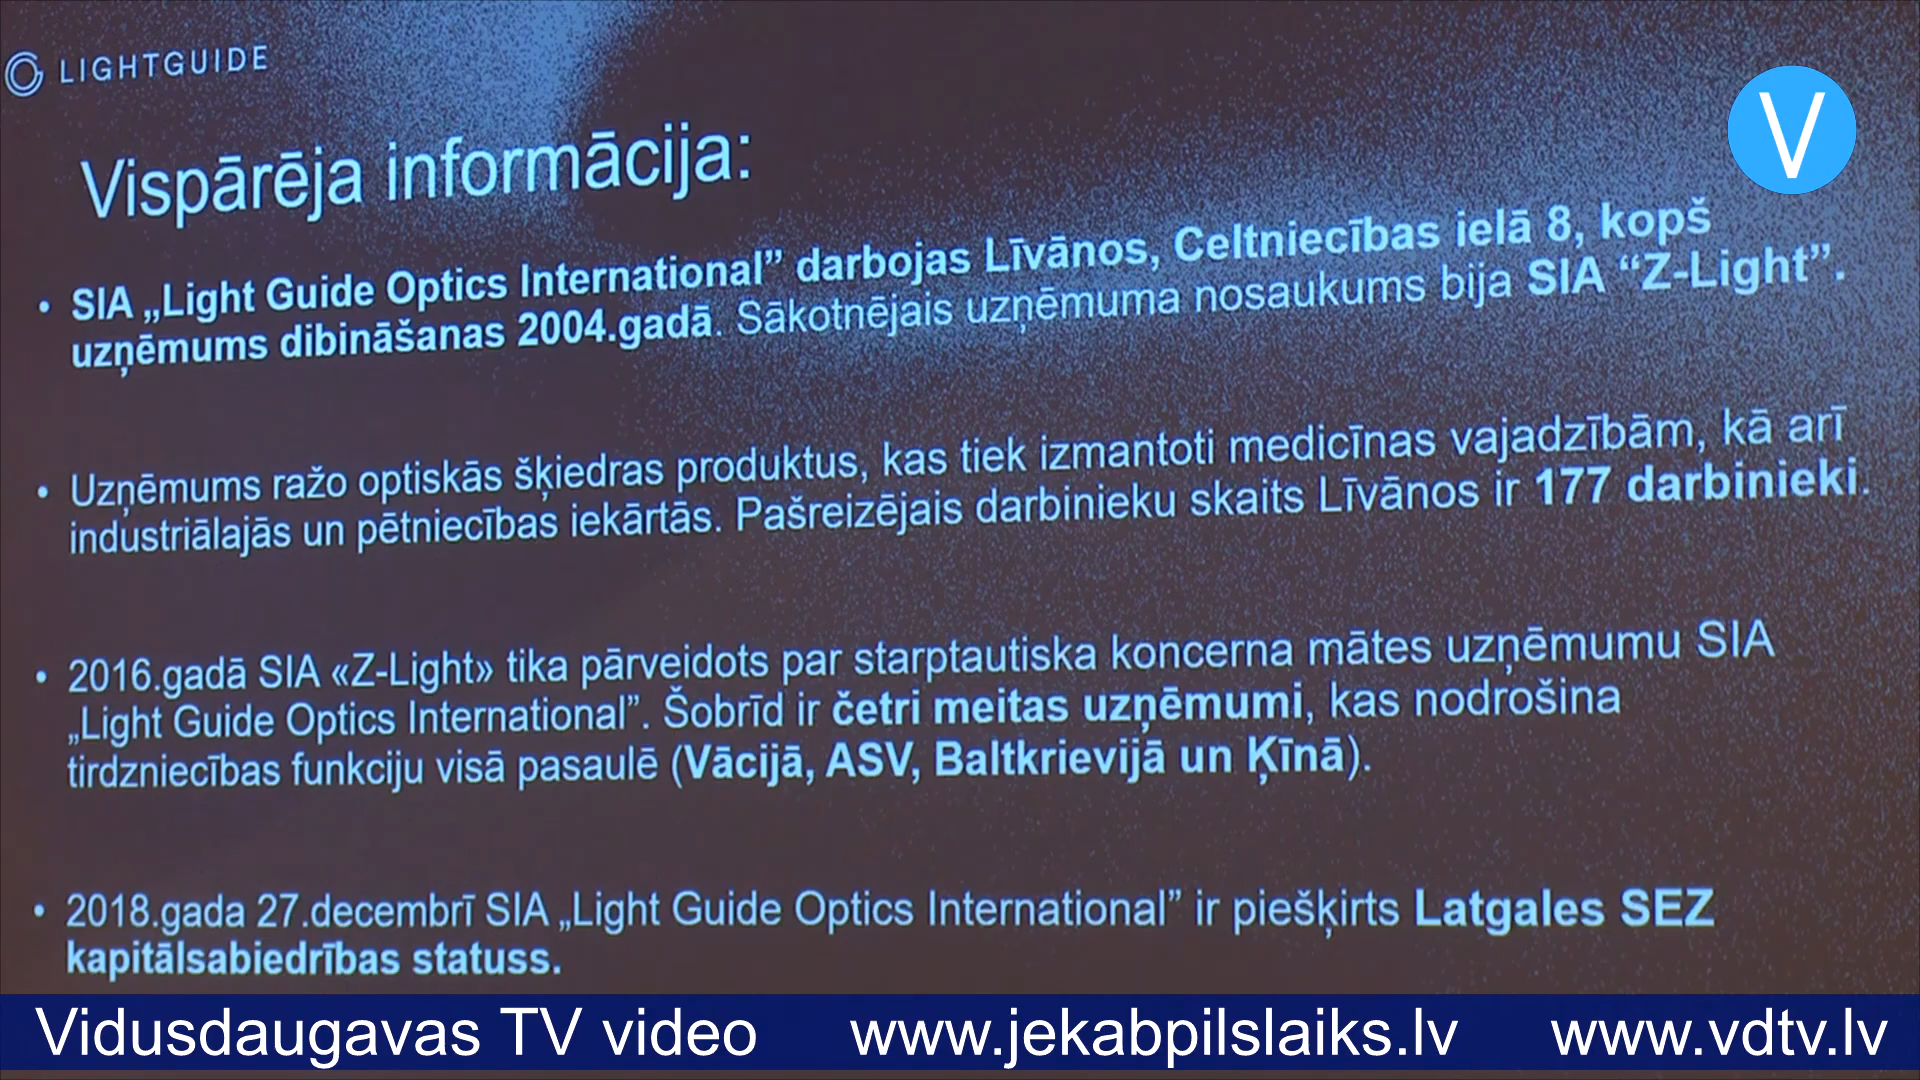 LIGHTGUIDE
V
Vispārēja informācija:
• SIA „Light Guide Optics International” darbojas Līvānos, Celtniecības ielā 8, kopš
uzņēmums dibināšanas 2004.gadā. Sākotnējais uzņēmuma nosaukums bija SIA “Z-Light”.
• Uzņēmums ražo optiskās šķiedras produktus, kas tiek izmantoti medicīnas vajadzībām, kā arī
industriālajās un pētniecības iekārtās. Pašreizējais darbinieku skaits Līvānos ir 177 darbinieki.
• 2016.gadā SIA «Z-Light» tika pārveidots par starptautiska koncerna mātes uzņēmumu SIA
„Light Guide Optics International”. Šobrīd ir četri meitas uzņēmumi, kas nodrošina
tirdzniecības funkciju visā pasaulē (Vācijā, ASV, Baltkrievijā un Ķīnā).
• 2018.gada 27.decembrī SIA „Light Guide Optics International” ir piešķirts Latgales SEZ
kapitālsabiedrības statuss.
Vidusdaugavas TV video www.jekabpilslaiks.lv www.vdtv.lv